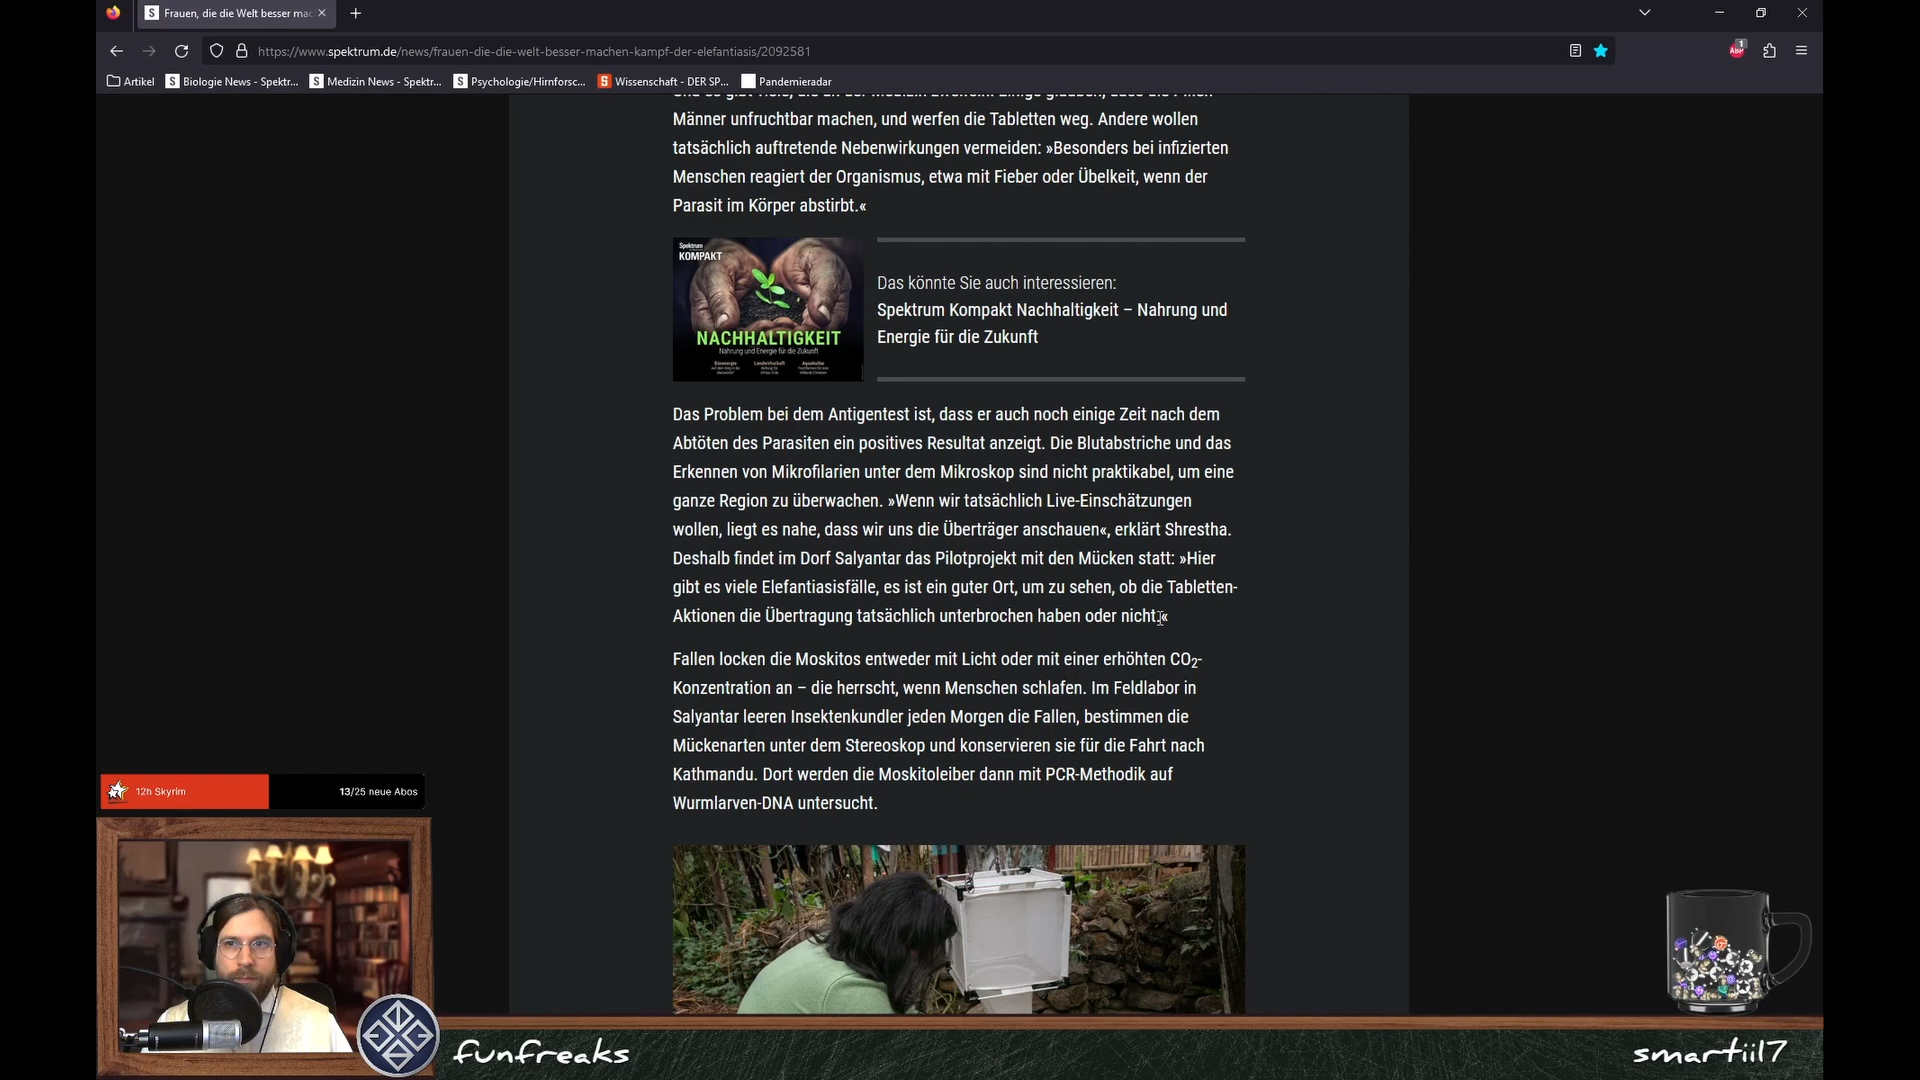 Frauen, die die Welt besser mac
https://www.spektrum.de/news/frauen-die-die-welt-besser-machen-kampf-der-elefantiasis/2092581
ABP
1
Artikel
Biologie News - Spektr...
Medizin News - Spektr...
Psychologie/Hirnforsc...
Wissenschaft - DER SP...
Pandemieradar
Männer unfruchtbar machen, und werfen die Tabletten weg. Andere wollen
tatsächlich auftretende Nebenwirkungen vermeiden: »Besonders bei infizierten
Menschen reagiert der Organismus, etwa mit Fieber oder Übelkeit, wenn der
Parasit im Körper abstirbt.«
Spektrum
KOMPAKT
NACHHALTIGKEIT
Nahrung und Energie für die Zukunft
Das könnte Sie auch interessieren:
Spektrum Kompakt Nachhaltigkeit – Nahrung und
Energie für die Zukunft
Das Problem bei dem Antigentest ist, dass er auch noch einige Zeit nach dem
Abtöten des Parasiten ein positives Resultat anzeigt. Die Blutabstriche und das
Erkennen von Mikrofilarien unter dem Mikroskop sind nicht praktikabel, um eine
ganze Region zu überwachen. »Wenn wir tatsächlich Live-Einschätzungen
wollen, liegt es nahe, dass wir uns die Überträger anschauen«, erklärt Shrestha.
Deshalb findet im Dorf Salyantar das Pilotprojekt mit den Mücken statt: »Hier
gibt es viele Elefantiasisfälle, es ist ein guter Ort, um zu sehen, ob die Tabletten-
Aktionen die Übertragung tatsächlich unterbrochen haben oder nicht.«
Fallen locken die Moskitos entweder mit Licht oder mit einer erhöhten CO₂-
Konzentration an – die herrscht, wenn Menschen schlafen. Im Feldlabor in
Salyantar leeren Insektenkundler jeden Morgen die Fallen, bestimmen die
Mückenarten unter dem Stereoskop und konservieren sie für die Fahrt nach
Kathmandu. Dort werden die Moskitoleiber dann mit PCR-Methodik auf
Wurmlarven-DNA untersucht.
12h Skyrim
13/25 neue Abos
funfreaks
smartiil7